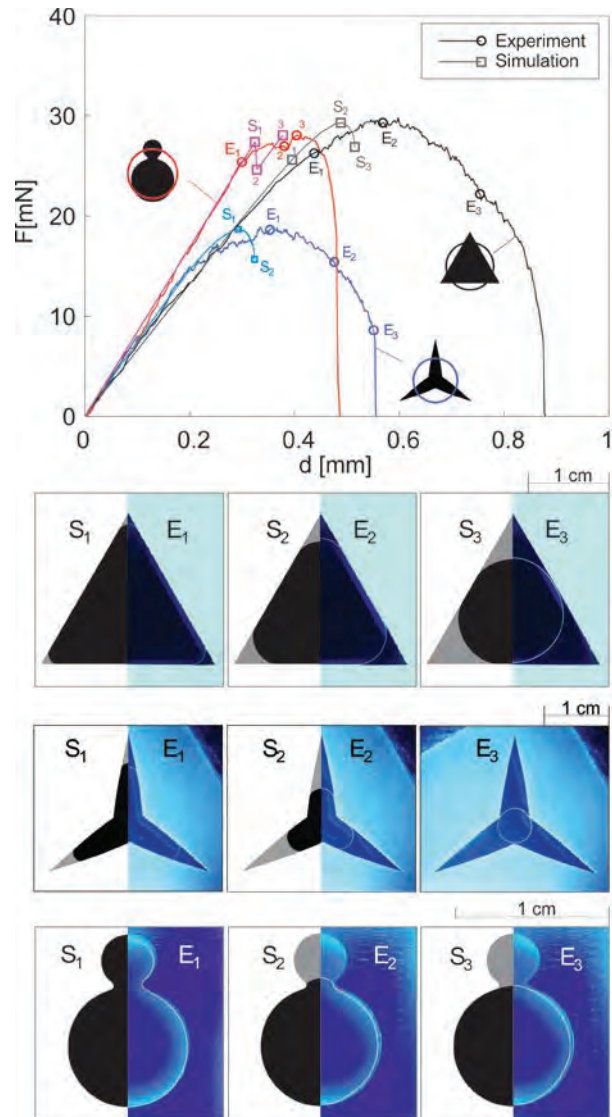 F[mN]
40
30
20
10
0
Experiment
Simulation
S₂
S₁ 3 3
E₂
E₁ 2 1 E₁ S₃
2
S₁ E₁
E₃
S₂ E₂
E₃
0 0.2 0.4 0.6 0.8 1
d [mm]
1 cm
S₁ E₁ S₂ E₂ S₃ E₃
1 cm
S₁ E₁ S₂ E₂ E₃
1 cm
S₁ E₁ S₂ E₂ S₃ E₃